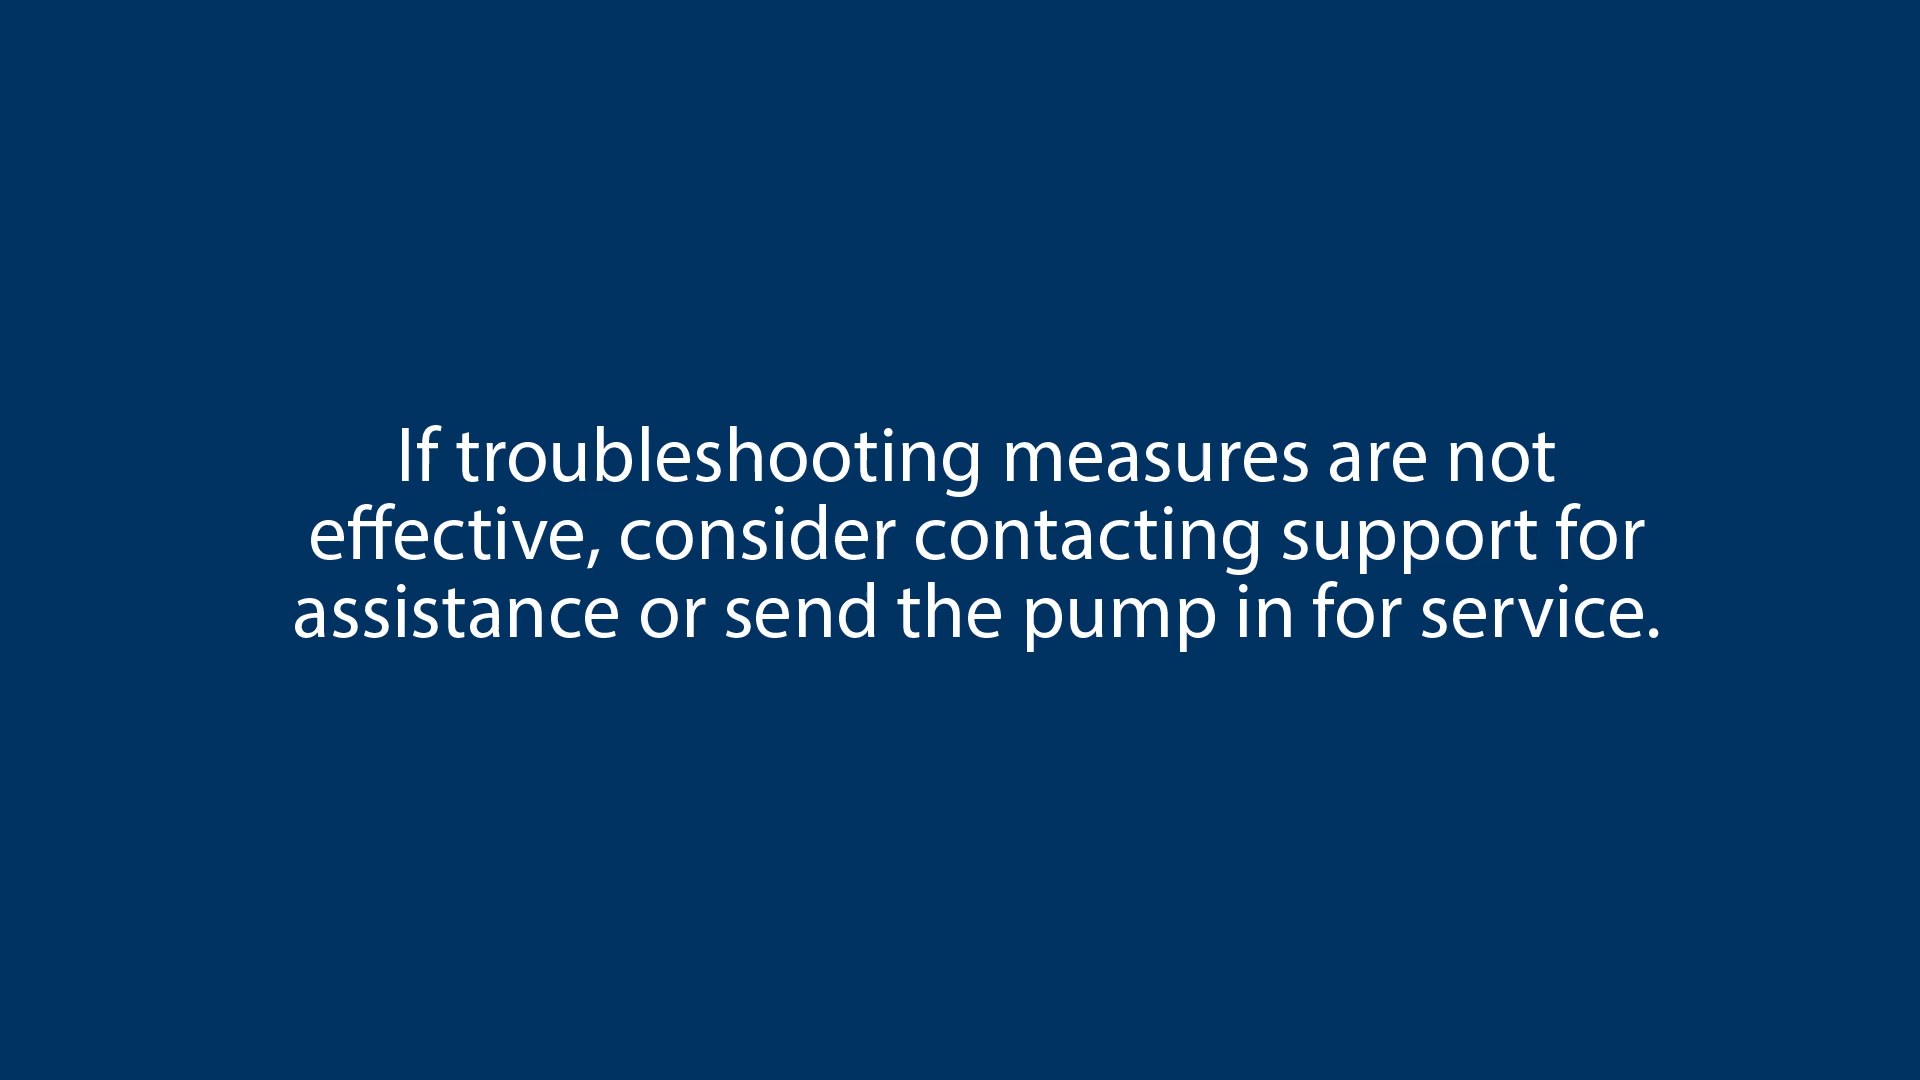 If troubleshooting measures are not
effective, consider contacting support for
assistance or send the pump in for service.